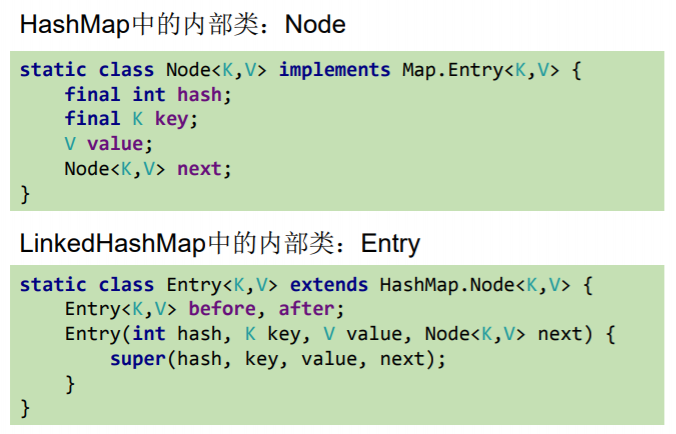 HashMap中的内部类：Node
static class Node<K,V> implements Map.Entry<K,V> {
    final int hash;
    final K key;
    V value;
    Node<K,V> next;
}
LinkedHashMap中的内部类：Entry
static class Entry<K,V> extends HashMap.Node<K,V> {
    Entry<K,V> before, after;
    Entry(int hash, K key, V value, Node<K,V> next) {
        super(hash, key, value, next);
    }
}